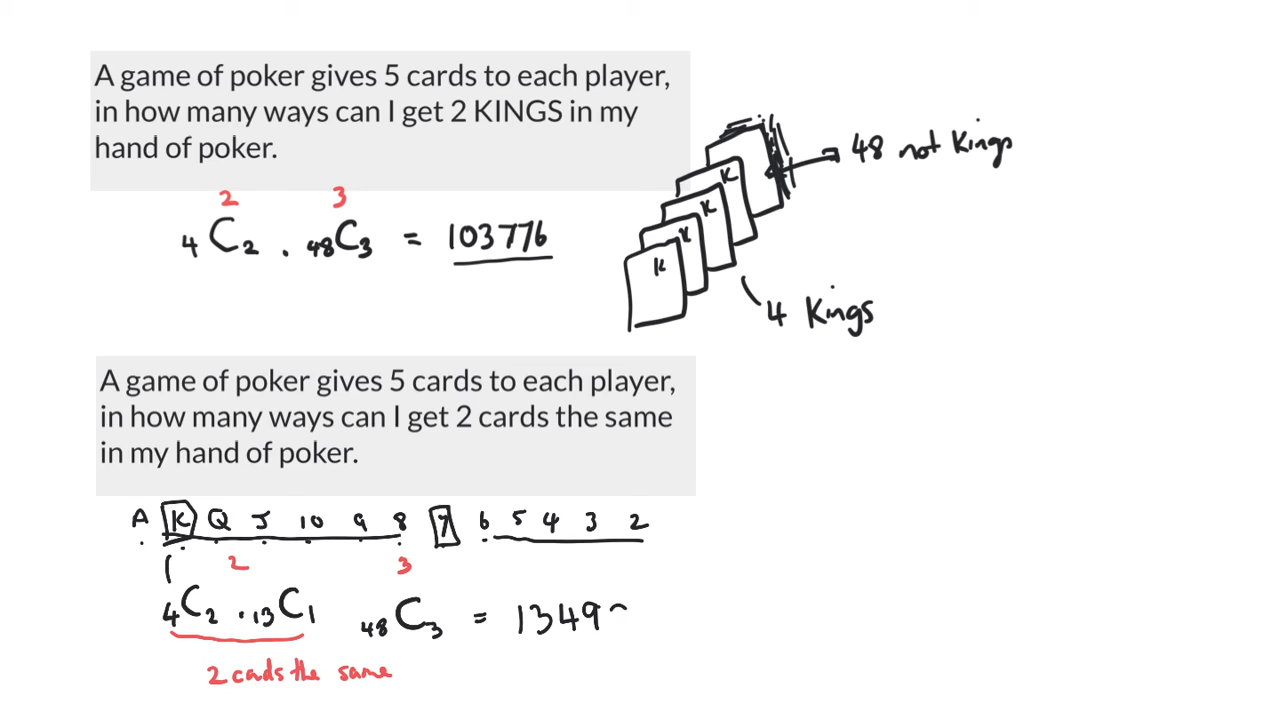 A game of poker gives 5 cards to each player,
in how many ways can I get 2 KINGS in my
hand of poker.
48 not Kings
2 3
4C2 . 48C3 = 103776
K K K K
4 Kings
A game of poker gives 5 cards to each player,
in how many ways can I get 2 cards the same
in my hand of poker.
A K Q J 10 9 8 7 6 5 4 3 2
2 3
4C2 . 13C1 48C3 = 1349
2 cards the same